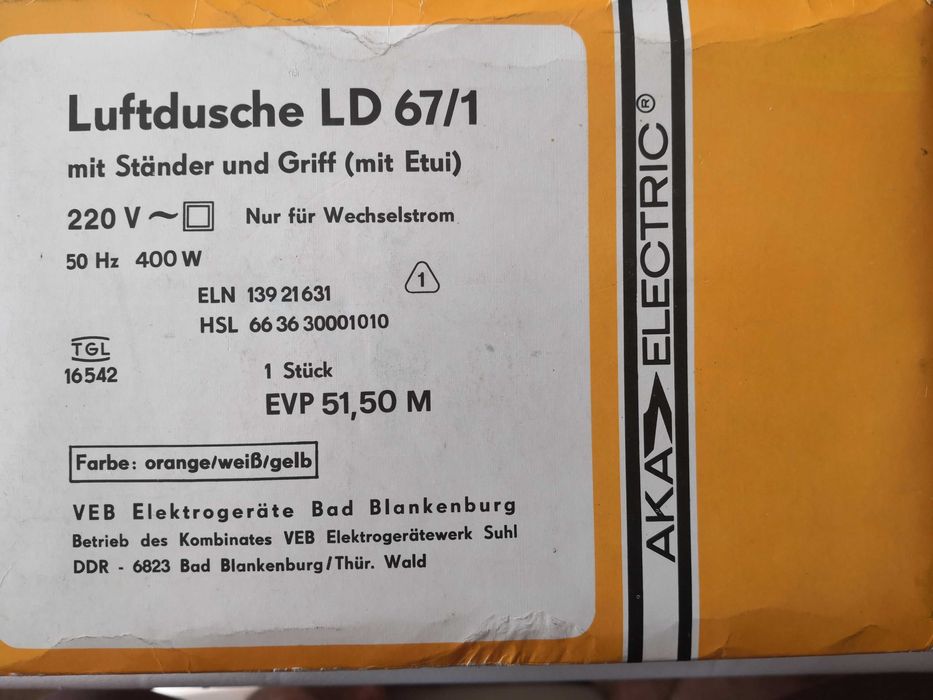 Luftdusche LD 67/1
mit Ständer und Griff (mit Etui)
220 V ~ Nur für Wechselstrom
50 Hz 400 W
1
ELN 139 21 631
HSL 66 36 30001010
TGL
16542
1 Stück
EVP 51,50 M
Farbe: orange/weiß/gelb
VEB Elektrogeräte Bad Blankenburg
Betrieb des Kombinates VEB Elektrogerätewerk Suhl
DDR - 6823 Bad Blankenburg/Thür. Wald
AKA ELECTRIC ®